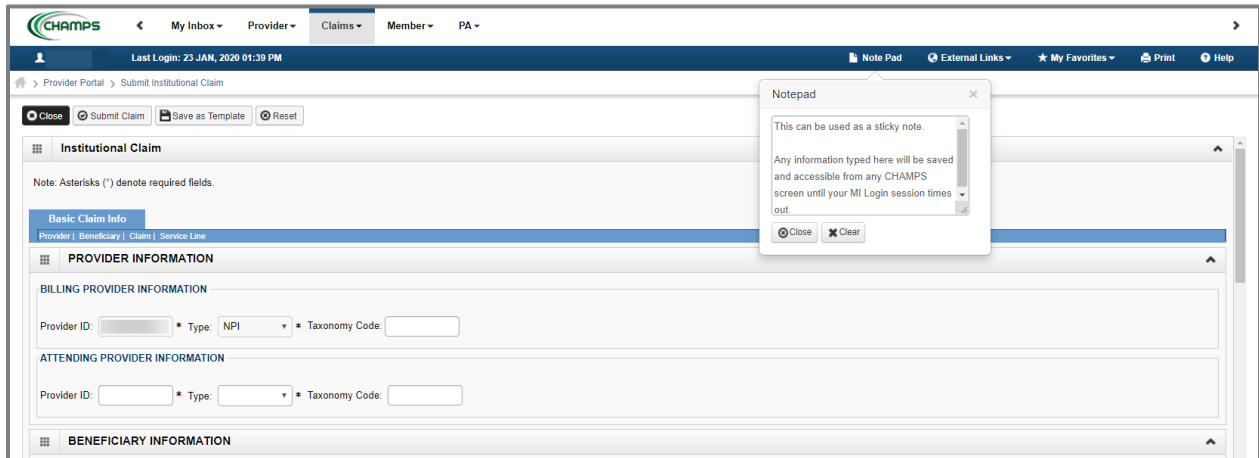 CHAMPS My Inbox Provider Claims Member PA
Last Login: 23 JAN, 2020 01:39 PM Note Pad External Links My Favorites Print Help
Provider Portal > Submit Institutional Claim
Close Submit Claim Save as Template Reset
Notepad
This can be used as a sticky note.
Any information typed here will be saved
and accessible from any CHAMPS
screen until your MI Login session times
out.
Close Clear
Institutional Claim
Note: Asterisks (*) denote required fields.
Basic Claim Info
Provider | Beneficiary | Claim | Service Line
PROVIDER INFORMATION
BILLING PROVIDER INFORMATION
Provider ID: * Type: NPI * Taxonomy Code:
ATTENDING PROVIDER INFORMATION
Provider ID: * Type: * Taxonomy Code:
BENEFICIARY INFORMATION